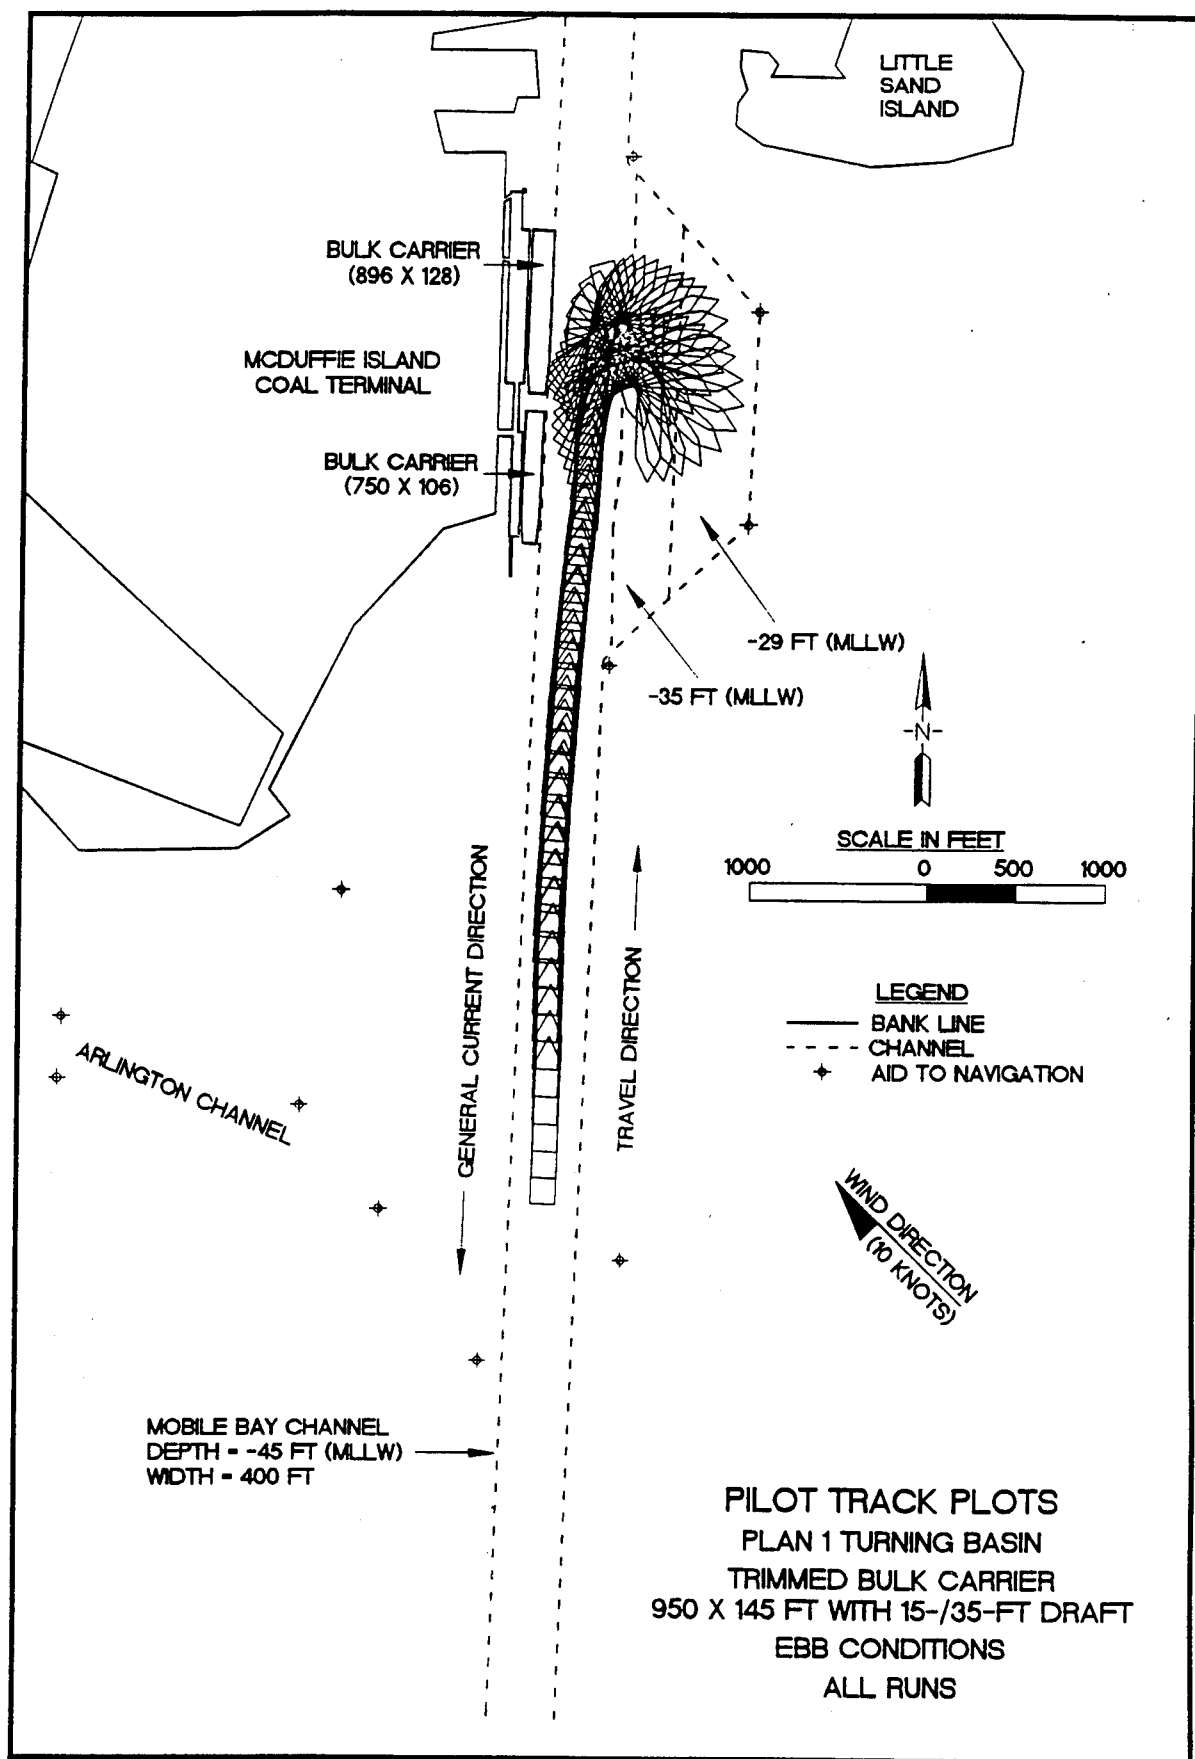 LITTLE
SAND
ISLAND
BULK CARRIER
(896 X 128)
MCDUFFIE ISLAND
COAL TERMINAL
BULK CARRIER
(750 X 106)
-29 FT (MLLW)
-35 FT (MLLW)
-N-
SCALE IN FEET
1000 0 500 1000
GENERAL CURRENT DIRECTION
TRAVEL DIRECTION
LEGEND
BANK LINE
CHANNEL
AID TO NAVIGATION
ARLINGTON CHANNEL
WIND DIRECTION
(10 KNOTS)
MOBILE BAY CHANNEL
DEPTH = -45 FT (MLLW)
WIDTH = 400 FT
PILOT TRACK PLOTS
PLAN 1 TURNING BASIN
TRIMMED BULK CARRIER
950 X 145 FT WITH 15-/35-FT DRAFT
EBB CONDITIONS
ALL RUNS